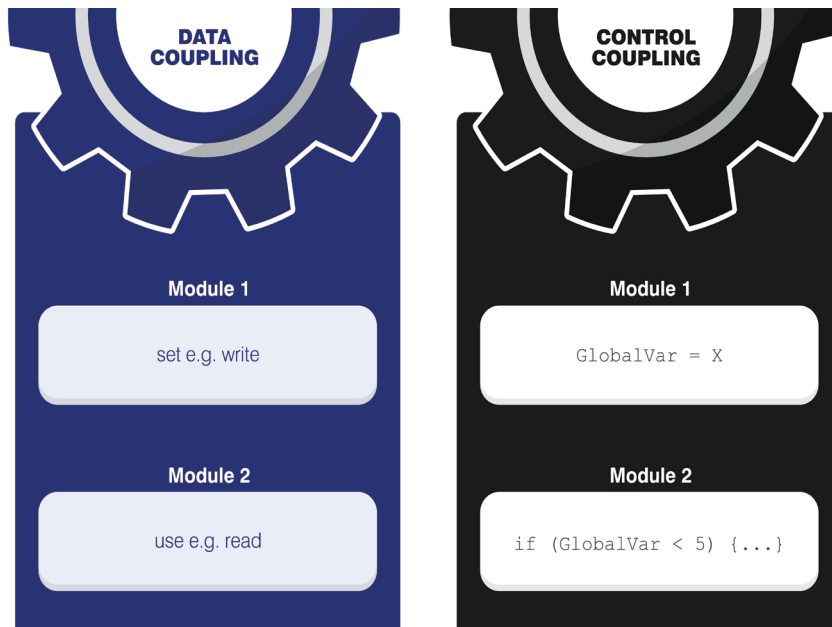 DATA
COUPLING
Module 1
set e.g. write
Module 2
use e.g. read
CONTROL
COUPLING
Module 1
GlobalVar = X
Module 2
if (GlobalVar < 5) {...}